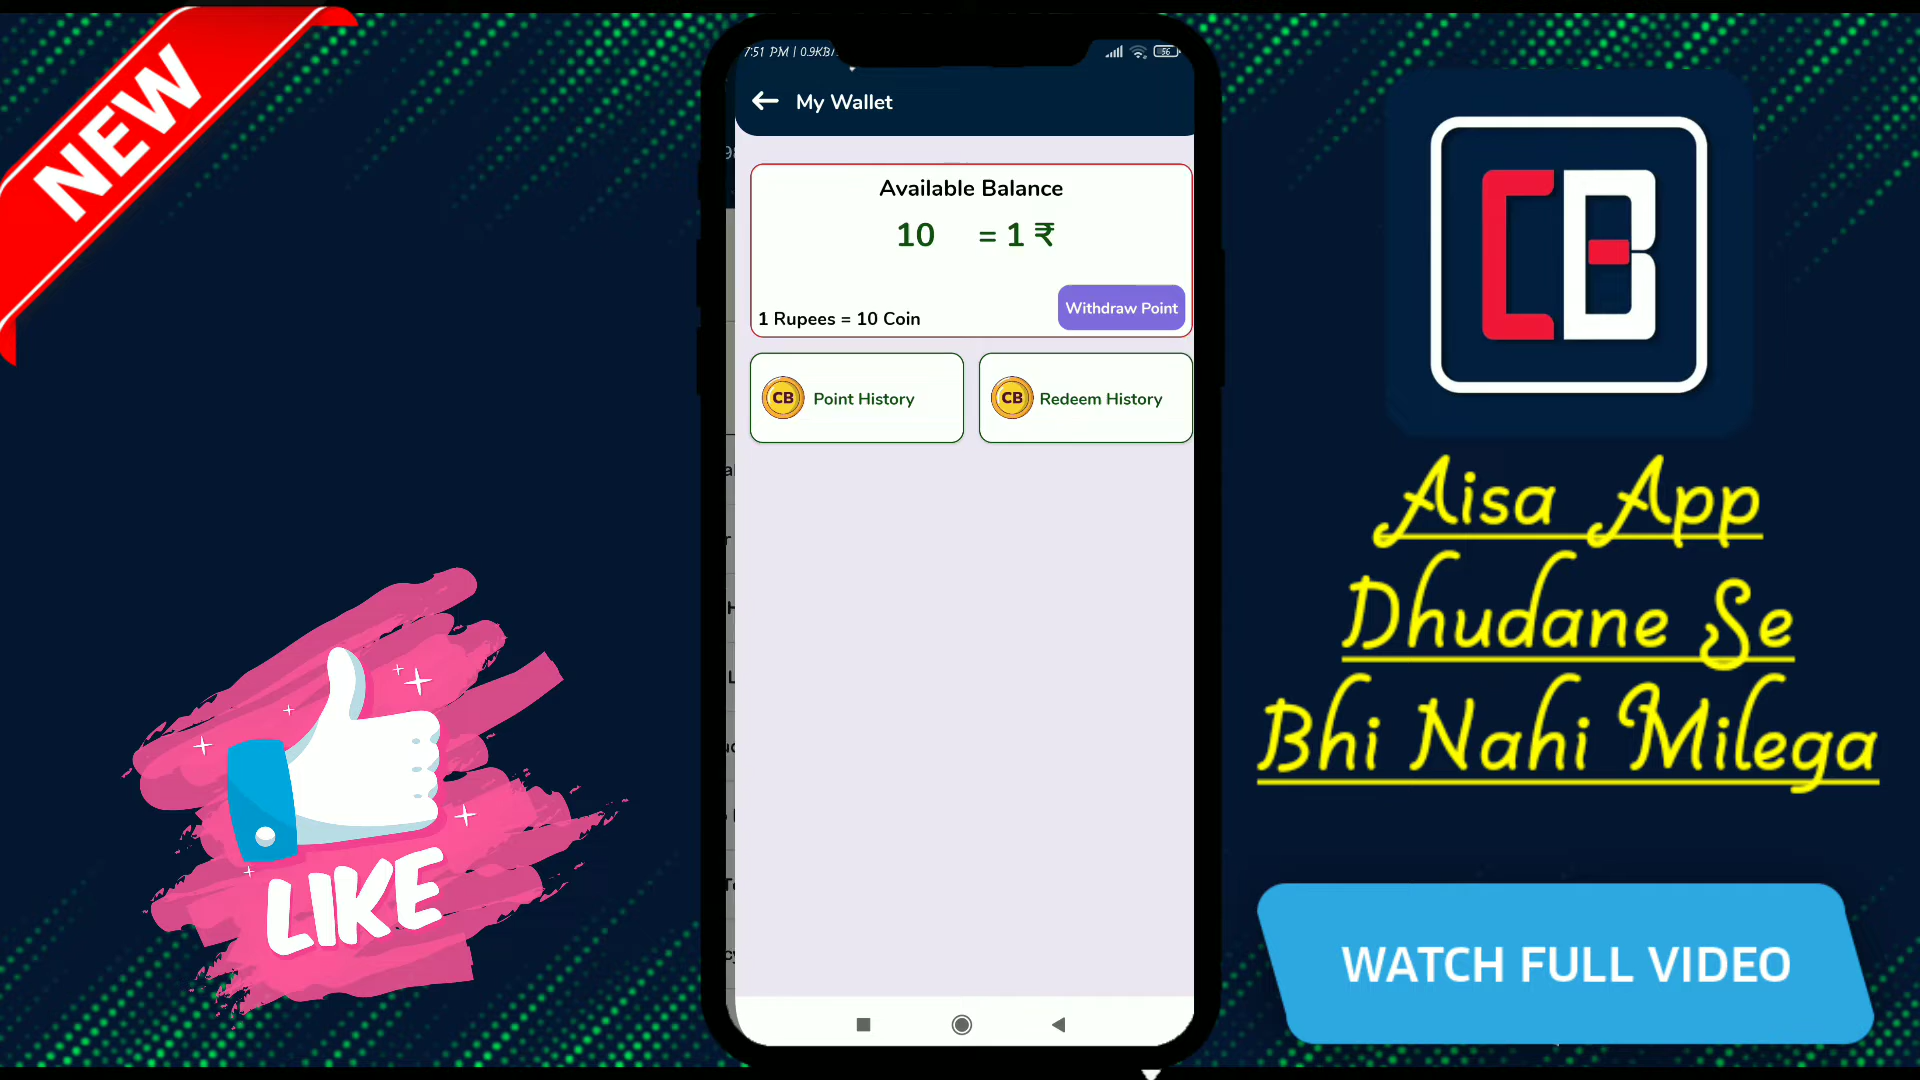 NEW
7:51 PM | 0.9KB/
56
My Wallet
Available Balance
10 = 1 ₹
1 Rupees = 10 Coin
Withdraw Point
CB Point History
CB Redeem History
LIKE
CB
Aisa App
Dhudane Se
Bhi Nahi Milega
WATCH FULL VIDEO